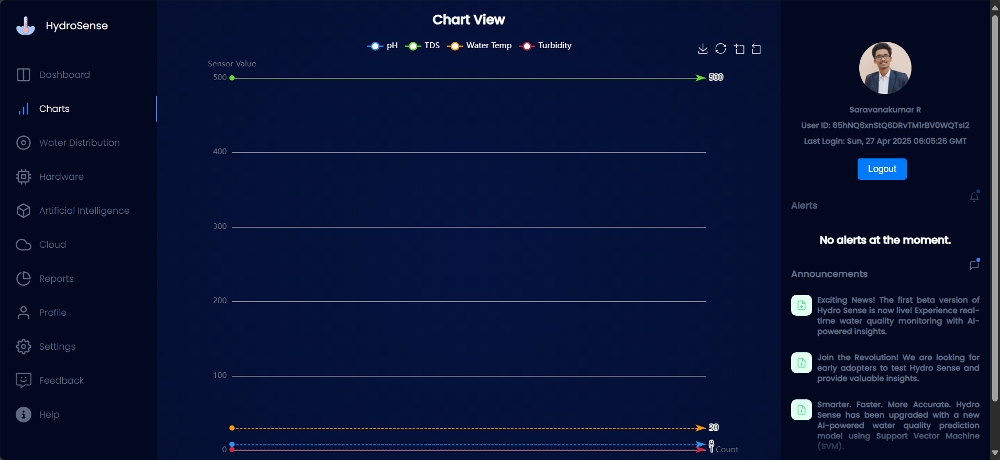 HydroSense
Dashboard
Charts
Water Distribution
Hardware
Artificial Intelligence
Cloud
Reports
Profile
Settings
Feedback
Help
Chart View
pH
TDS
Water Temp
Turbidity
Sensor Value
500
500
400
300
200
100
30
8
0
1
Count
Saravanakumar R
User ID: 65hNQ6xnStQ6DRvTM1rBV0WQTsI2
Last Login: Sun, 27 Apr 2025 06:05:26 GMT
Logout
Alerts
No alerts at the moment.
Announcements
Exciting News! The first beta version of
Hydro Sense is now live! Experience real-
time water quality monitoring with AI-
powered insights.
Join the Revolution! We are looking for
early adopters to test Hydro Sense and
provide valuable insights.
Smarter. Faster. More Accurate. Hydro
Sense has been upgraded with a new
AI-powered water quality prediction
model using Support Vector Machine
(SVM).